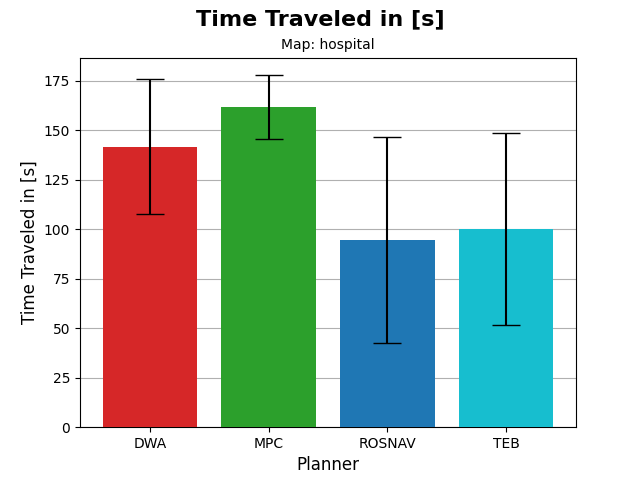 Time Traveled in [s]
Map: hospital
Time Traveled in [s]
175
150
125
100
75
50
25
0
DWA MPC ROSNAV TEB
Planner